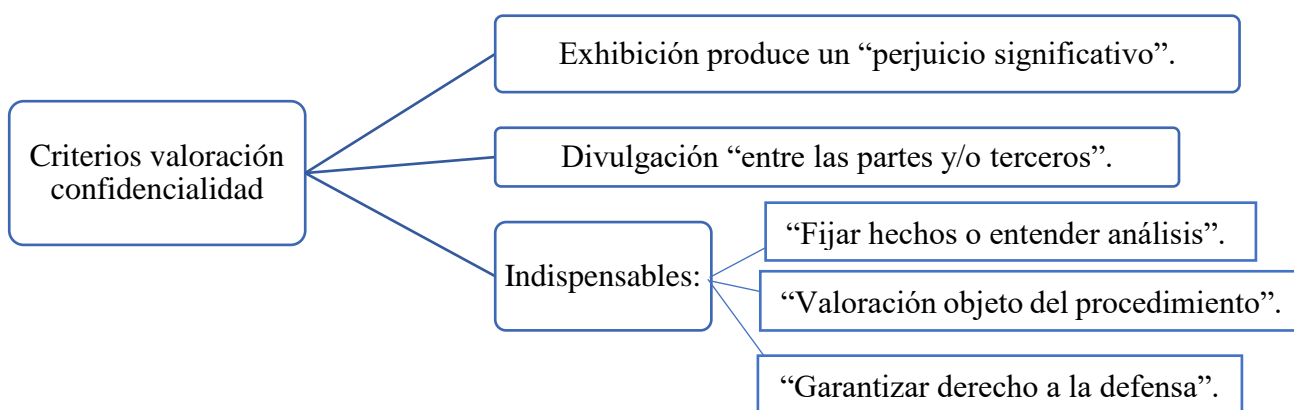 Criterios valoración
confidencialidad
Exhibición produce un “perjuicio significativo”.
Divulgación “entre las partes y/o terceros”.
Indispensables:
“Fijar hechos o entender análisis”.
“Valoración objeto del procedimiento”.
“Garantizar derecho a la defensa”.